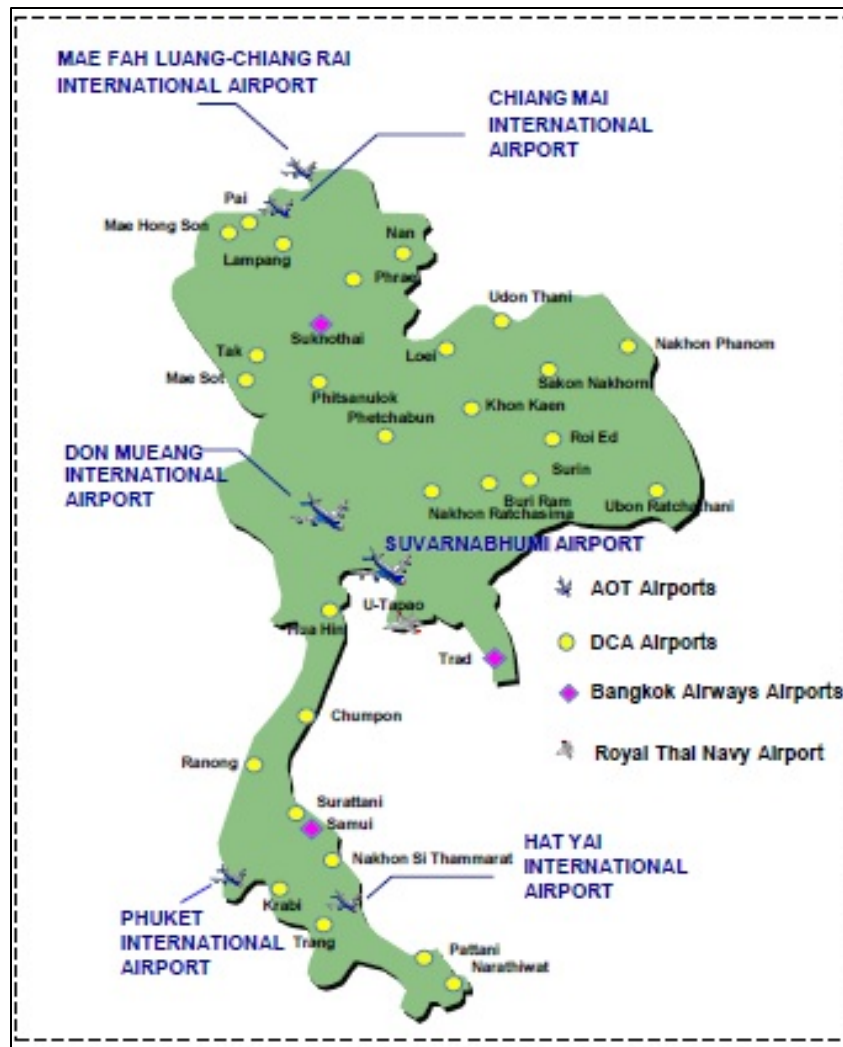 MAE FAH LUANG-CHIANG RAI
INTERNATIONAL AIRPORT
CHIANG MAI
INTERNATIONAL
AIRPORT
Pai
Mae Hong Son
Lampang
Nan
Phrae
Udon Thani
Sukhothai
Loei
Nakhon Phanom
Tak
Mae Sot
Sakon Nakhorn
Phitsanulok
Phetchabun
Khon Kaen
Roi Ed
DON MUEANG
INTERNATIONAL
AIRPORT
Surin
Buri Ram
Nakhon Ratchasima
Ubon Ratchathani
SUVARNABHUMI AIRPORT
U-Tapao
Hua Hin
Trad
AOT Airports
DCA Airports
Bangkok Airways Airports
Royal Thai Navy Airport
Chumpon
Ranong
Surattani
Samui
Nakhon Si Thammarat
HAT YAI
INTERNATIONAL
AIRPORT
Krabi
PHUKET
INTERNATIONAL
AIRPORT
Trang
Pattani
Narathiwat